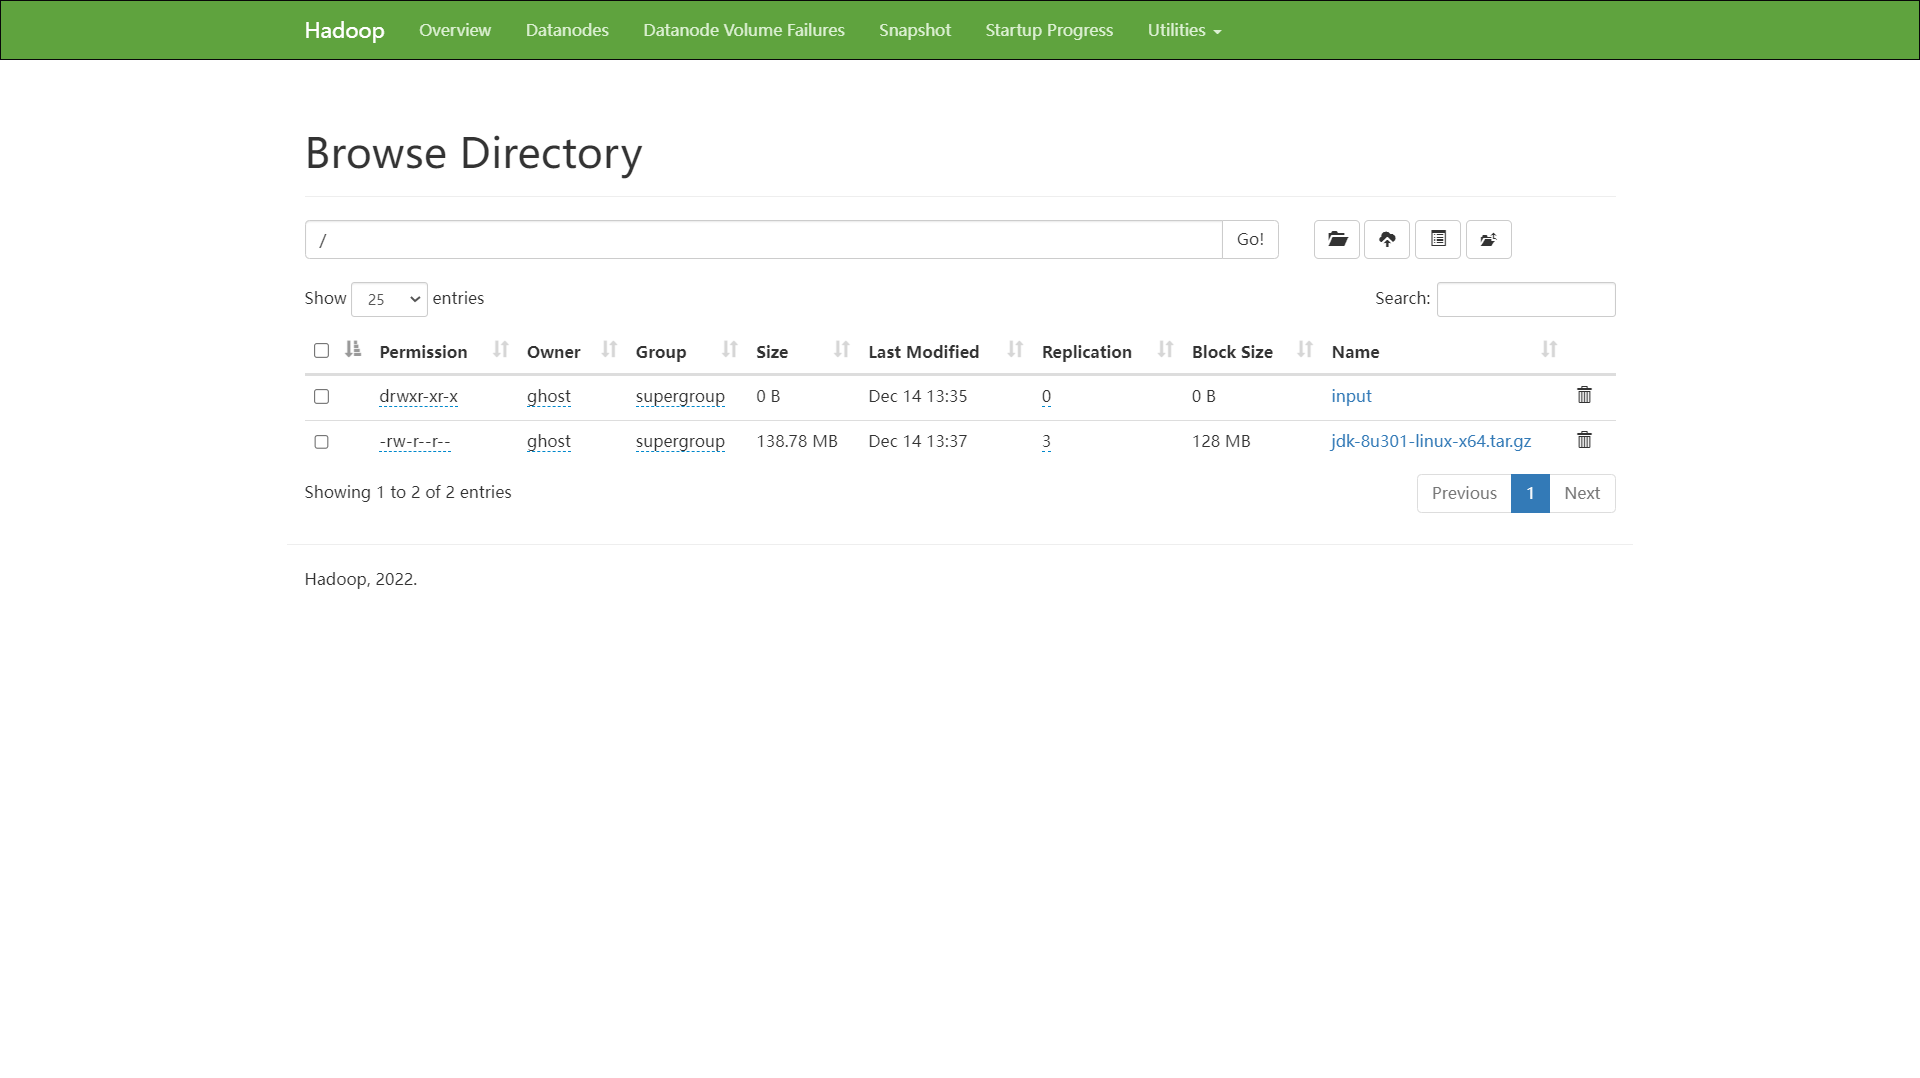 Hadoop Overview Datanodes Datanode Volume Failures Snapshot Startup Progress Utilities
Browse Directory
/ Go!
Show 25 entries Search:
Permission Owner Group Size Last Modified Replication Block Size Name
drwxr-xr-x ghost supergroup 0 B Dec 14 13:35 0 0 B input
-rw-r--r-- ghost supergroup 138.78 MB Dec 14 13:37 3 128 MB jdk-8u301-linux-x64.tar.gz
Showing 1 to 2 of 2 entries Previous 1 Next
Hadoop, 2022.